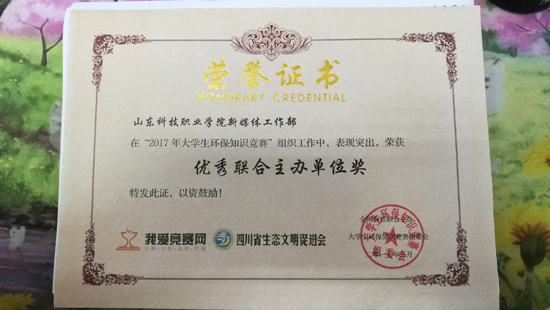 荣誉证书
HONORARY CREDENTIAL
山东科技职业学院新媒体工作部
在“2017年大学生环保知识竞赛”组织工作中，表现突出，荣获
优秀联合主办单位奖
特发此证，以资鼓励！
我爱竞赛网
四川省生态文明促进会